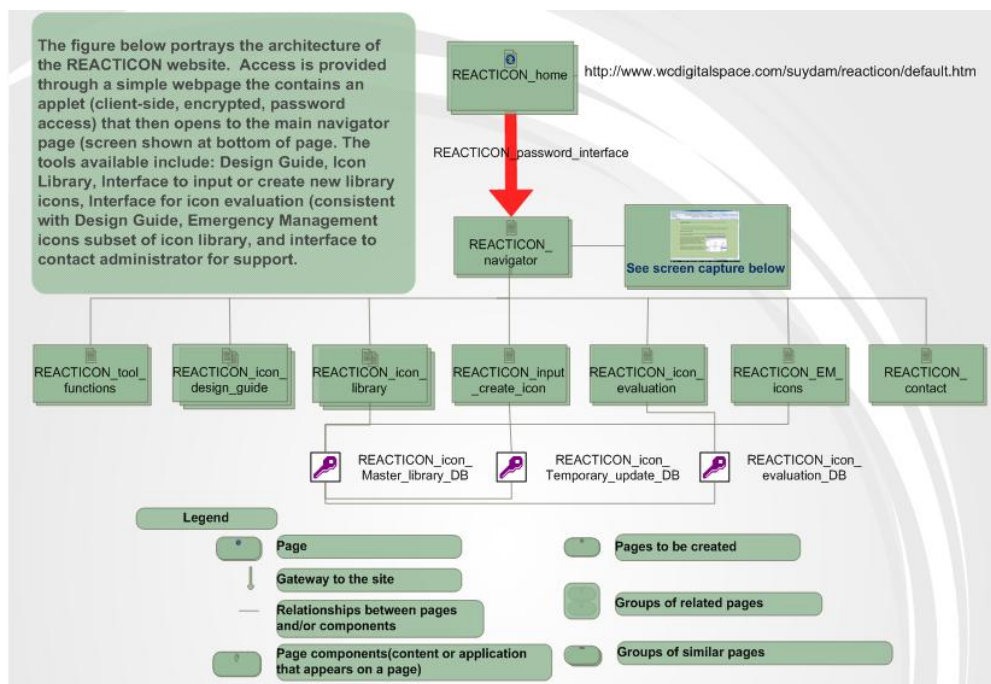 The figure below portrays the architecture of
the REACTICON website.  Access is provided
through a simple webpage the contains an
applet (client-side, encrypted, password
access) that then opens to the main navigator
page (screen shown at bottom of page. The
tools available include: Design Guide, Icon
Library, Interface to input or create new library
icons, Interface for icon evaluation (consistent
with Design Guide, Emergency Management
icons subset of icon library, and interface to
contact administrator for support.
REACTICON_home
http://www.wcdigitalspace.com/suydam/reacticon/default.htm
REACTICON_password_interface
REACTICON_
navigator
See screen capture below
REACTICON_tool_
functions
REACTICON_icon_
design_guide
REACTICON_icon_
library
REACTICON_input
_create_icon
REACTICON_icon_
evaluation
REACTICON_EM_
icons
REACTICON_
contact
REACTICON_icon_
Master_library_DB
REACTICON_icon_
Temporary_update_DB
REACTICON_icon_
evaluation_DB
Legend
Page
Gateway to the site
Relationships between pages
and/or components
Page components(content or application
that appears on a page)
Pages to be created
Groups of related pages
Groups of similar pages